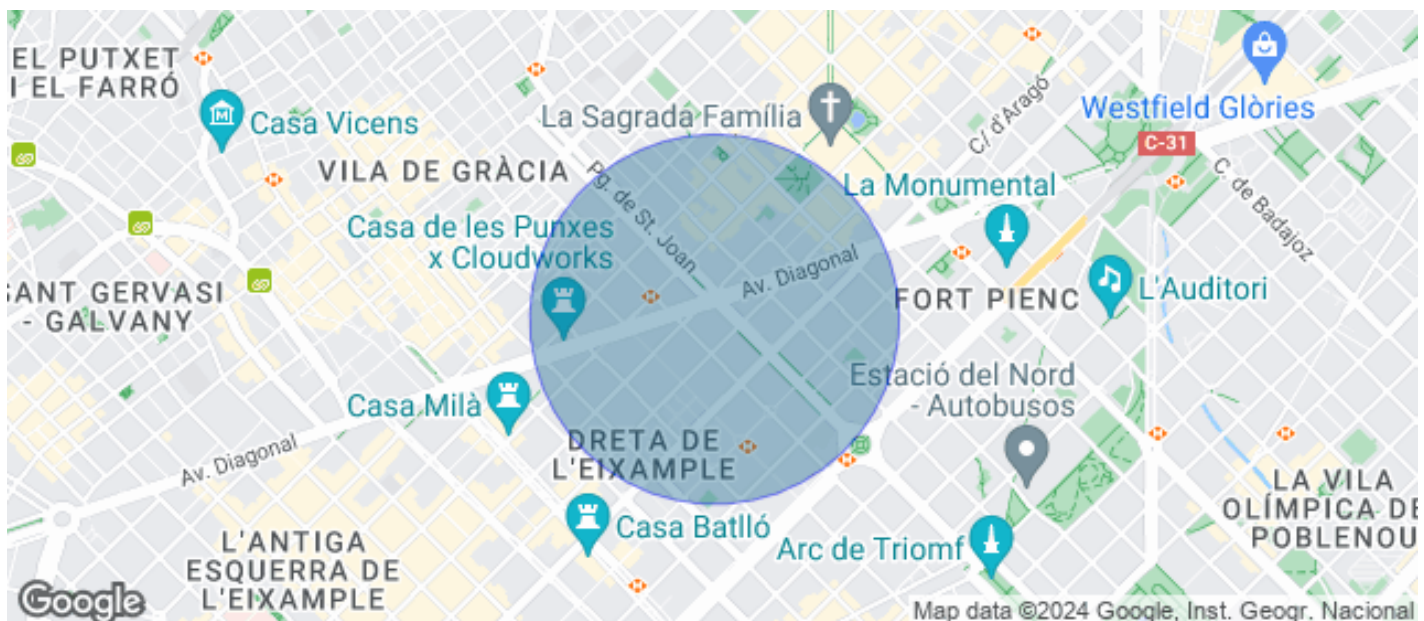 EL PUTXET
I EL FARRÓ
Casa Vicens
La Sagrada Família
C/ d'Aragó
Westfield Glòries
C-31
VILA DE GRÀCIA
Pg. de St. Joan
La Monumental
C. de Badajoz
Casa de les Punxes
x Cloudworks
Av. Diagonal
SANT GERVASI
- GALVANY
FORT PIENC
L'Auditori
Casa Milà
Estació del Nord
- Autobusos
Av. Diagonal
DRETA DE
L'EIXAMPLE
LA VILA
OLÍMPICA DE
POBLENOU
Casa Batlló
Arc de Triomf
L'ANTIGA
ESQUERRA DE
L'EIXAMPLE
Google
Map data ©2024 Google, Inst. Geogr. Nacional